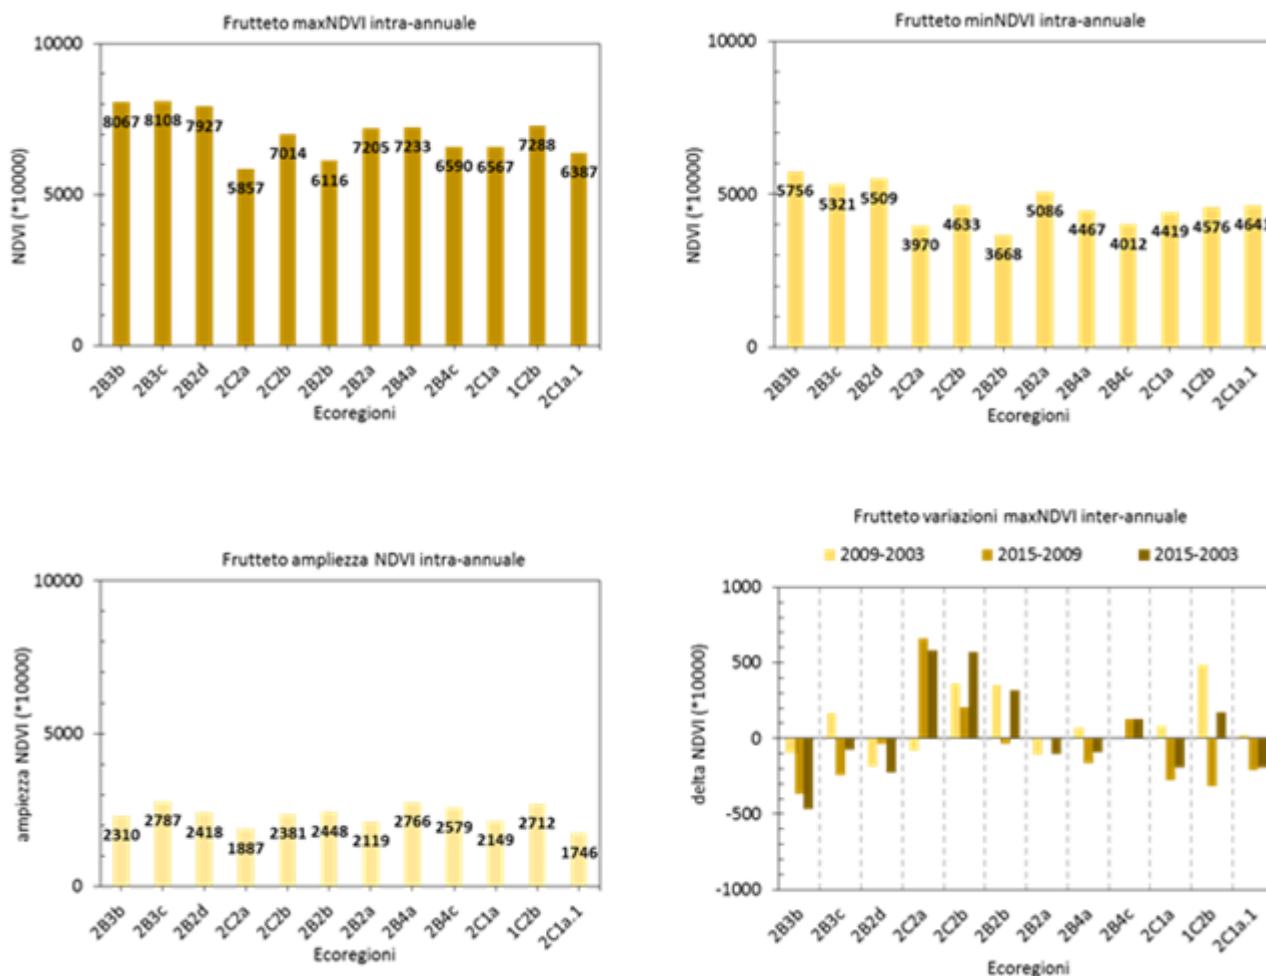 Frutteto maxNDVI intra-annuale
10000
5000
0
NDVI (*10000)
8067 8108 7927 5857 7014 6116 7205 7233 6590 6567 7288 6387
2B3b 2B3c 2B2d 2C2a 2C2b 2B2b 2B2a 2B4a 2B4c 2C1a 1C2b 2C1a.1
Ecoregioni
Frutteto minNDVI intra-annuale
10000
5000
0
NDVI (*10000)
5756 5321 5509 3970 4633 3668 5086 4467 4012 4419 4576 4641
2B3b 2B3c 2B2d 2C2a 2C2b 2B2b 2B2a 2B4a 2B4c 2C1a 1C2b 2C1a.1
Ecoregioni
Frutteto ampliezza NDVI intra-annuale
10000
5000
0
ampiezza NDVI (*10000)
2310 2787 2418 1887 2381 2448 2119 2766 2579 2149 2712 1746
2B3b 2B3c 2B2d 2C2a 2C2b 2B2b 2B2a 2B4a 2B4c 2C1a 1C2b 2C1a.1
Ecoregioni
Frutteto variazioni maxNDVI inter-annuale
2009-2003 2015-2009 2015-2003
1000
500
0
-500
-1000
delta NDVI (*10000)
2B3b 2B3c 2B2d 2C2a 2C2b 2B2b 2B2a 2B4a 2B4c 2C1a 1C2b 2C1a.1
Ecoregioni